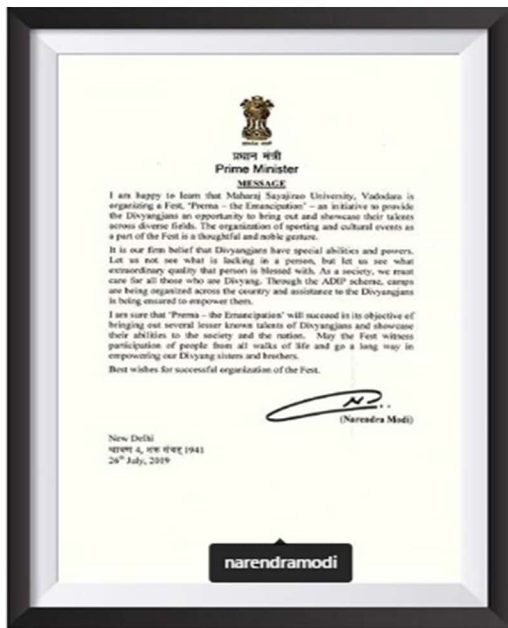 प्रधान मंत्री
Prime Minister
MESSAGE
I am happy to learn that Maharaj Sayajirao University, Vadodara is
organizing a Fest, 'Prerna – the Emancipation' – an initiative to provide
the Divyangjans an opportunity to bring out and showcase their talents
across diverse fields. The organization of sporting and cultural events as
a part of the Fest is a thoughtful and noble gesture.
It is our firm belief that Divyangjans have special abilities and powers.
Let us not see what is lacking in a person, but let us see what
extraordinary quality that person is blessed with. As a society, we must
care for all those who are Divyang. Through the ADIP scheme, camps
are being organized across the country and assistance to the Divyangjans
is being ensured to empower them.
I am sure that 'Prerna – the Emancipation' will succeed in its objective of
bringing out several lesser known talents of Divyangjans and showcase
their abilities to the society and the nation. May the Fest witness
participation of people from all walks of life and go a long way in
empowering our Divyang sisters and brothers.
Best wishes for successful organization of the Fest.
(Narendra Modi)
New Delhi
श्रावण 4, शक संवत् 1941
26th July, 2019
narendramodi